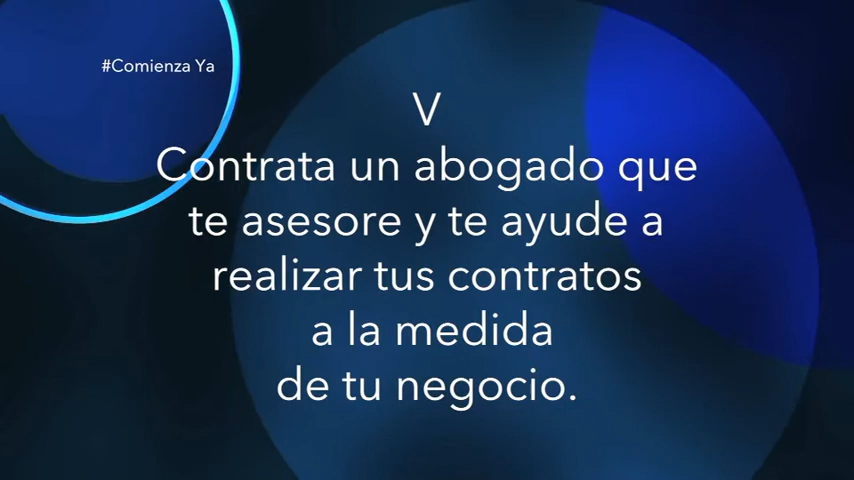 #Comienza Ya
V
Contrata un abogado que
te asesore y te ayude a
realizar tus contratos
a la medida
de tu negocio.